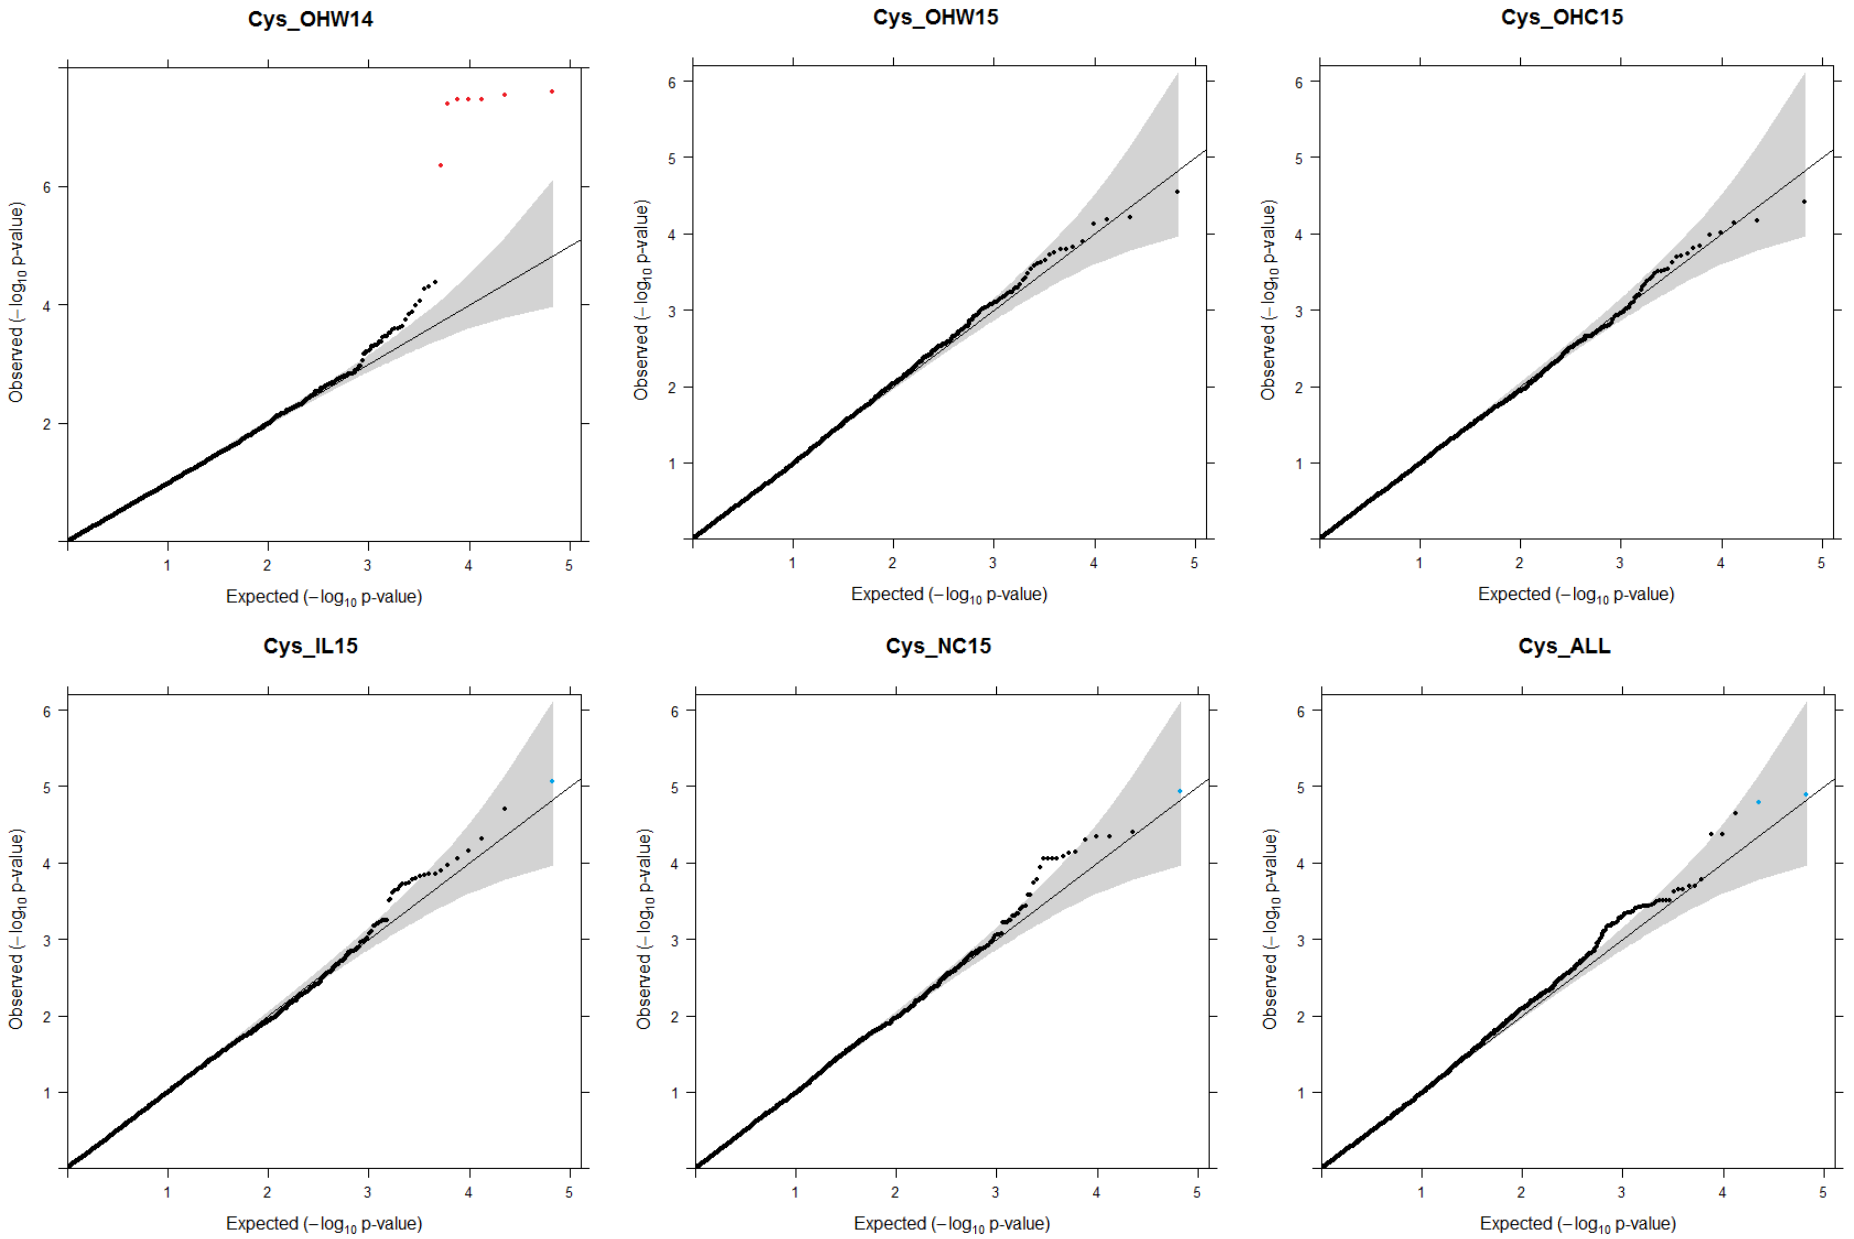 Cys_OHW14
Observed (−log10 p-value)
6
4
2
1 2 3 4 5
Expected (−log10 p-value)
Cys_OHW15
Observed (−log10 p-value)
6
5
4
3
2
1
1 2 3 4 5
Expected (−log10 p-value)
Cys_OHC15
Observed (−log10 p-value)
6
5
4
3
2
1
1 2 3 4 5
Expected (−log10 p-value)
Cys_IL15
Observed (−log10 p-value)
6
5
4
3
2
1
1 2 3 4 5
Expected (−log10 p-value)
Cys_NC15
Observed (−log10 p-value)
6
5
4
3
2
1
1 2 3 4 5
Expected (−log10 p-value)
Cys_ALL
Observed (−log10 p-value)
6
5
4
3
2
1
1 2 3 4 5
Expected (−log10 p-value)